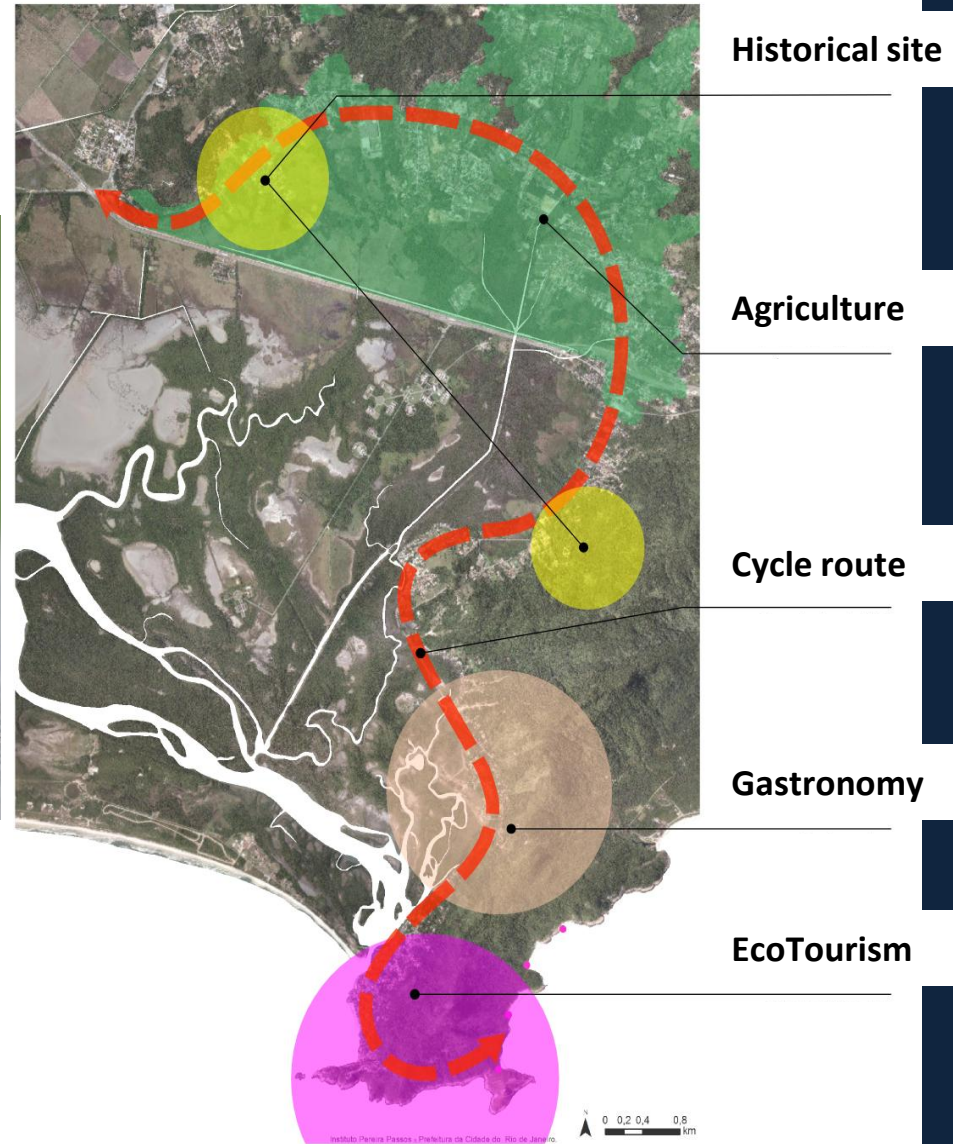 Historical site
Agriculture
Cycle route
Gastronomy
EcoTourism
N
0 0,2 0,4 0,8
km
Instituto Pereira Passos - Prefeitura da Cidade do Rio de Janeiro.